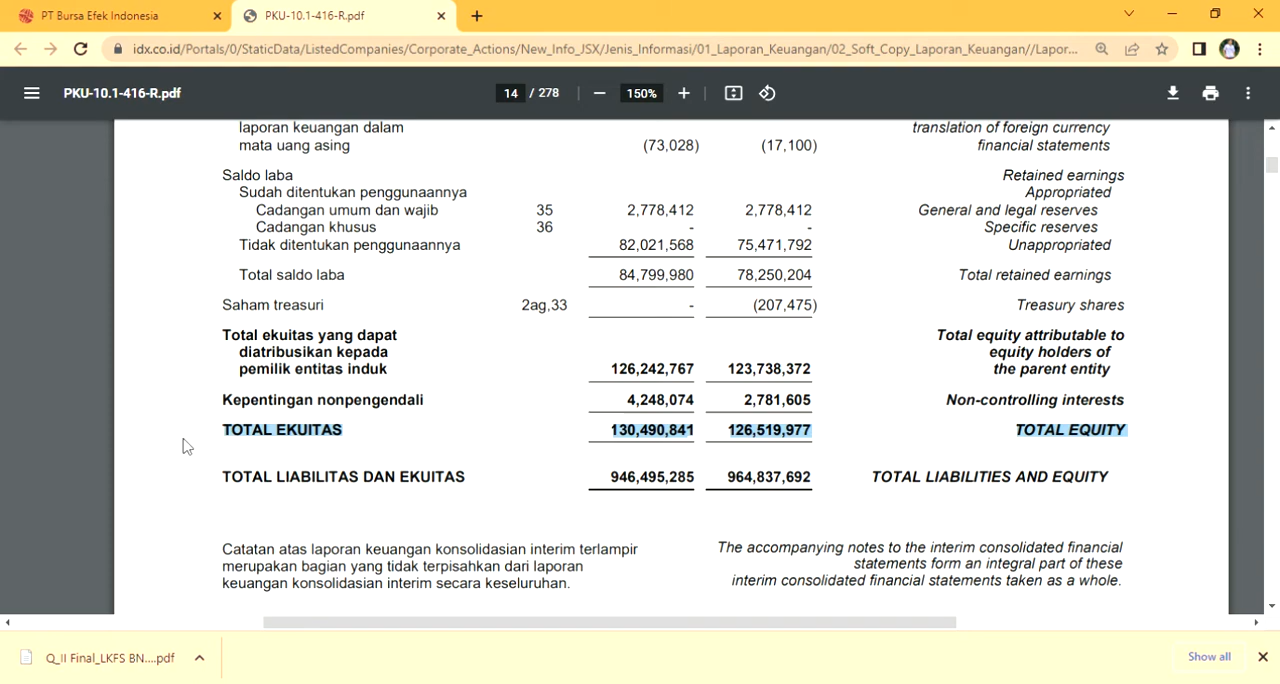 PT Bursa Efek Indonesia
PKU-10.1-416-R.pdf
idx.co.id/Portals/0/StaticData/ListedCompanies/Corporate_Actions/New_Info_JSX/Jenis_Informasi/01_Laporan_Keuangan/02_Soft_Copy_Laporan_Keuangan//Lapor...
PKU-10.1-416-R.pdf 14 / 278 150%
laporan keuangan dalam translation of foreign currency
mata uang asing (73,028) (17,100) financial statements
Saldo laba Retained earnings
Sudah ditentukan penggunaannya Appropriated
Cadangan umum dan wajib 35 2,778,412 2,778,412 General and legal reserves
Cadangan khusus 36 - - Specific reserves
Tidak ditentukan penggunaannya 82,021,568 75,471,792 Unappropriated
Total saldo laba 84,799,980 78,250,204 Total retained earnings
Saham treasuri 2ag,33 - (207,475) Treasury shares
Total ekuitas yang dapat Total equity attributable to
diatribusikan kepada equity holders of
pemilik entitas induk 126,242,767 123,738,372 the parent entity
Kepentingan nonpengendali 4,248,074 2,781,605 Non-controlling interests
TOTAL EKUITAS 130,490,841 126,519,977 TOTAL EQUITY
TOTAL LIABILITAS DAN EKUITAS 946,495,285 964,837,692 TOTAL LIABILITIES AND EQUITY
Catatan atas laporan keuangan konsolidasian interim terlampir
merupakan bagian yang tidak terpisahkan dari laporan
keuangan konsolidasian interim secara keseluruhan.
The accompanying notes to the interim consolidated financial
statements form an integral part of these
interim consolidated financial statements taken as a whole.
Q_II Final_LKFS BN....pdf
Show all